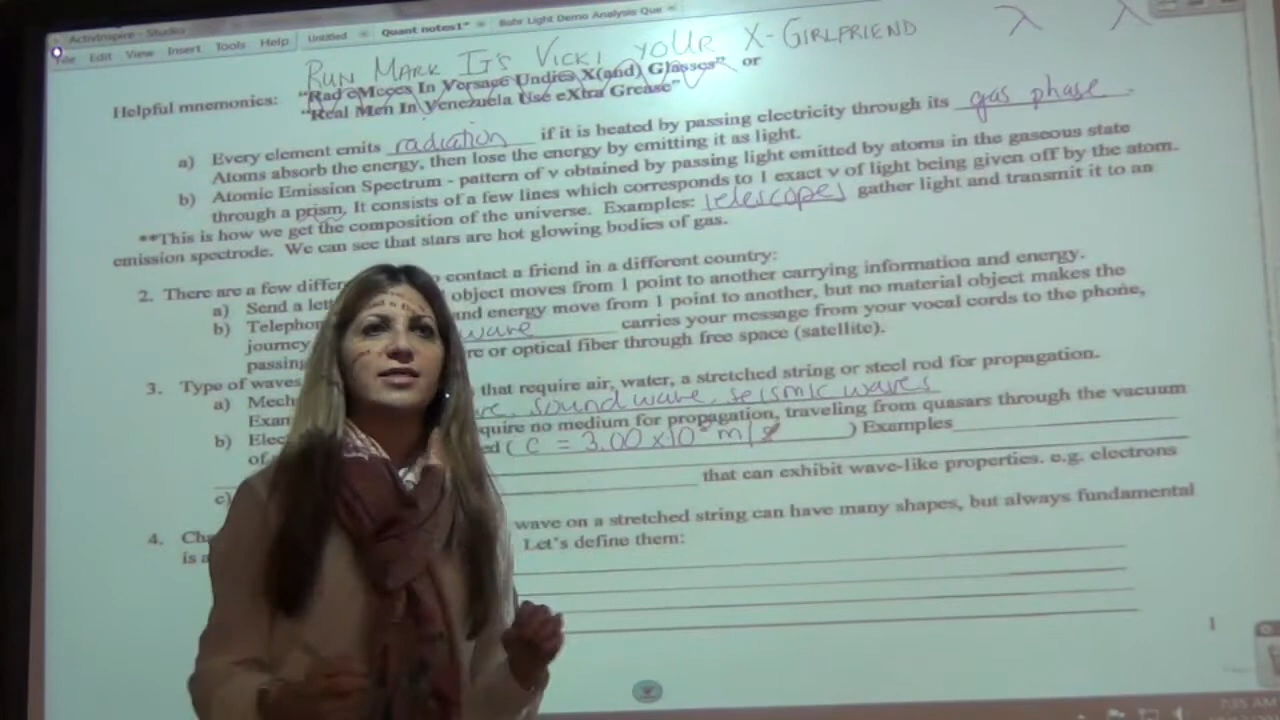 ActivInspire - Studio
File Edit View Insert Tools Help Untitled Quant notes1* Bohr Light Demo Analysis Que
RUN MARK IT'S VICKI YOUR X-GIRLFRIEND λ λ
Helpful mnemonics: "Rad eMcees In Versace Undies X(and) Glasses" or
"Real Men In Venezuela Use eXtra Grease"
a) Every element emits radiation if it is heated by passing electricity through its gas phase.
Atoms absorb the energy, then lose the energy by emitting it as light.
b) Atomic Emission Spectrum - pattern of ν obtained by passing light emitted by atoms in the gaseous state
through a prism. It consists of a few lines which corresponds to 1 exact ν of light being given off by the atom.
**This is how we get the composition of the universe. Examples: telescopes gather light and transmit it to an
emission spectrode. We can see that stars are hot glowing bodies of gas.
2. There are a few contact a friend in a different country:
a) Send a object moves from 1 point to another carrying information and energy.
b) and energy move from 1 point to another, but no material object makes the
journey wave carries your message from your vocal cords to the phone,
passing or optical fiber through free space (satellite).
3. Type of waves
a) that require air, water, a stretched string or steel rod for propagation.
sound wave, seismic waves
b) no medium for propagation, traveling from quasars through the vacuum
of (C = 3.00 x 10⁸ m/s) Examples
c) that can exhibit wave-like properties. e.g. electrons
4. wave on a stretched string can have many shapes, but always fundamental
is a Let's define them:
1
7:35 AM